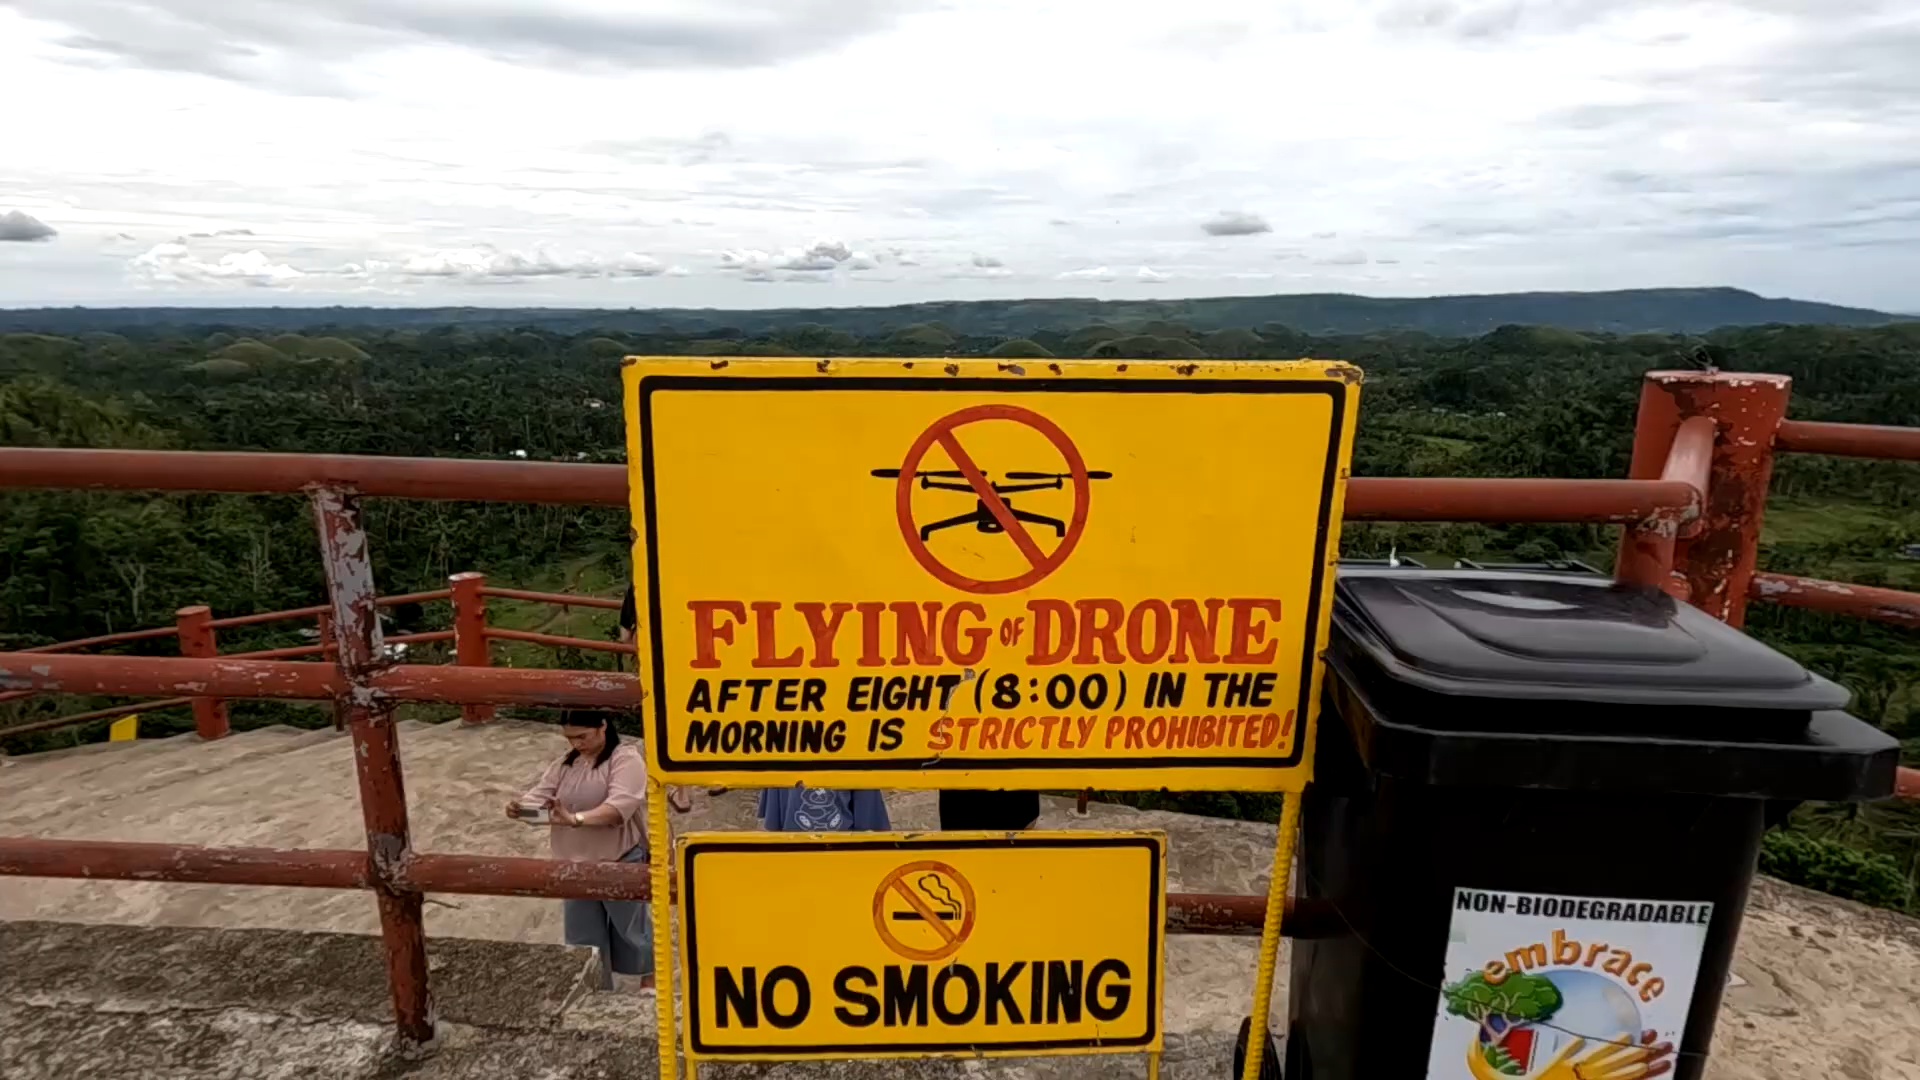 FLYING OF DRONE
AFTER EIGHT (8:00) IN THE
MORNING IS STRICTLY PROHIBITED!
NO SMOKING
NON-BIODEGRADABLE
embrace